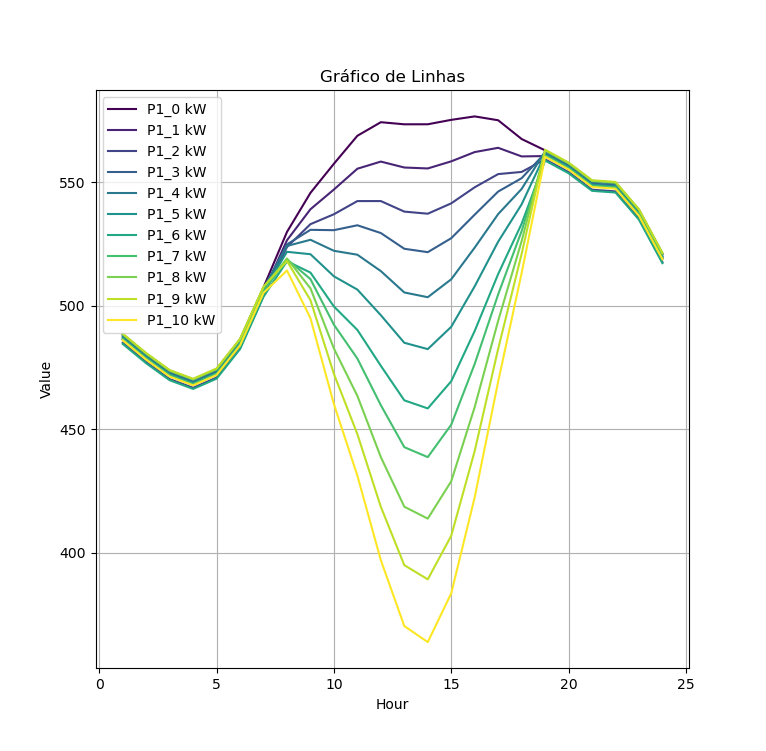 Gráfico de Linhas
P1_0 kW
P1_1 kW
P1_2 kW
P1_3 kW
P1_4 kW
P1_5 kW
P1_6 kW
P1_7 kW
P1_8 kW
P1_9 kW
P1_10 kW
Value
550
500
450
400
0 5 10 15 20 25
Hour